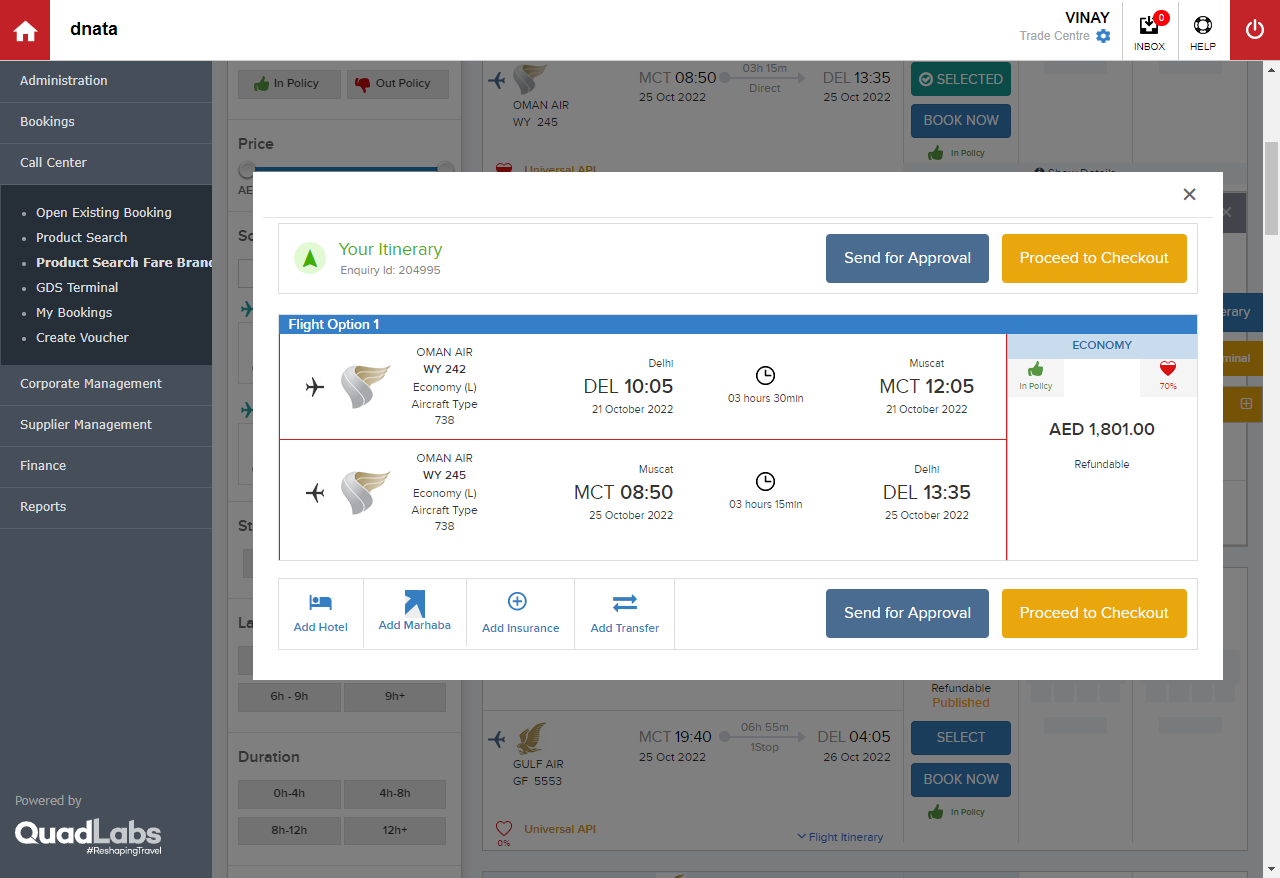 dnata
VINAY
Trade Centre
0
INBOX
HELP
Administration
Bookings
Call Center
Open Existing Booking
Product Search
Product Search Fare Brand
GDS Terminal
My Bookings
Create Voucher
Corporate Management
Supplier Management
Finance
Reports
Powered by
QuadLabs
#ReshapingTravel
In Policy
Out Policy
Price
AE
So
St
La
6h - 9h
9h+
Duration
0h-4h
4h-8h
8h-12h
12h+
OMAN AIR
WY 245
MCT 08:50
25 Oct 2022
03h 15m
Direct
DEL 13:35
25 Oct 2022
SELECTED
BOOK NOW
In Policy
Universal API
Show Details
Your Itinerary
Enquiry Id: 204995
Send for Approval
Proceed to Checkout
Flight Option 1
OMAN AIR
WY 242
Economy (L)
Aircraft Type
738
Delhi
DEL 10:05
21 October 2022
03 hours 30min
Muscat
MCT 12:05
21 October 2022
ECONOMY
In Policy
70%
AED 1,801.00
Refundable
OMAN AIR
WY 245
Economy (L)
Aircraft Type
738
Muscat
MCT 08:50
25 October 2022
03 hours 15min
Delhi
DEL 13:35
25 October 2022
Add Hotel
Add Marhaba
Add Insurance
Add Transfer
Send for Approval
Proceed to Checkout
erary
minal
Refundable
Published
GULF AIR
GF 5553
MCT 19:40
25 Oct 2022
06h 55m
1Stop
DEL 04:05
26 Oct 2022
SELECT
BOOK NOW
In Policy
0%
Universal API
Flight Itinerary